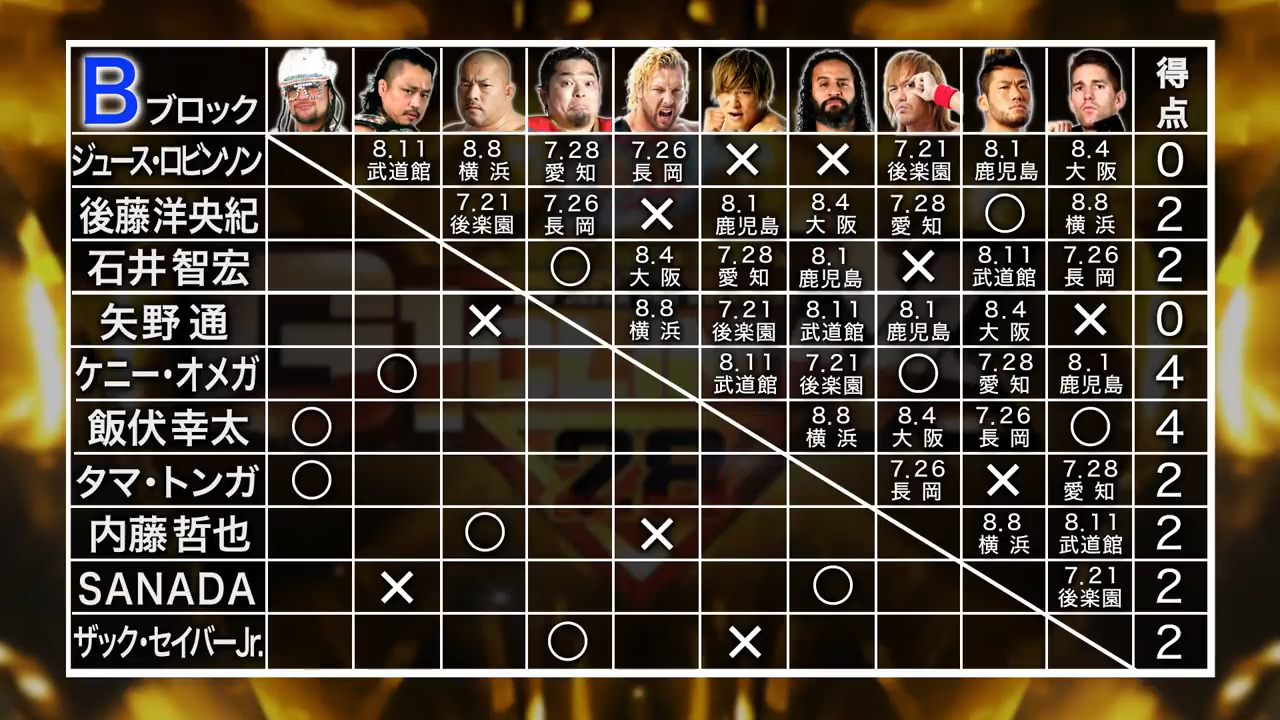 Bブロック 得点
ジュース・ロビンソン 8.11 武道館 8.8 横浜 7.28 愛知 7.26 長岡 × × 7.21 後楽園 8.1 鹿児島 8.4 大阪 0
後藤洋央紀 7.21 後楽園 7.26 長岡 × 8.1 鹿児島 8.4 大阪 7.28 愛知 ○ 8.8 横浜 2
石井智宏 ○ 8.4 大阪 7.28 愛知 8.1 鹿児島 × 8.11 武道館 7.26 長岡 2
矢野通 × 8.8 横浜 7.21 後楽園 8.11 武道館 8.1 鹿児島 8.4 大阪 × 0
ケニー・オメガ ○ 8.11 武道館 7.21 後楽園 ○ 7.28 愛知 8.1 鹿児島 4
飯伏幸太 ○ 8.8 横浜 8.4 大阪 7.26 長岡 ○ 4
タマ・トンガ ○ 7.26 長岡 × 7.28 愛知 2
内藤哲也 ○ × 8.8 横浜 8.11 武道館 2
SANADA × ○ 7.21 後楽園 2
ザック・セイバーJr. ○ × 2